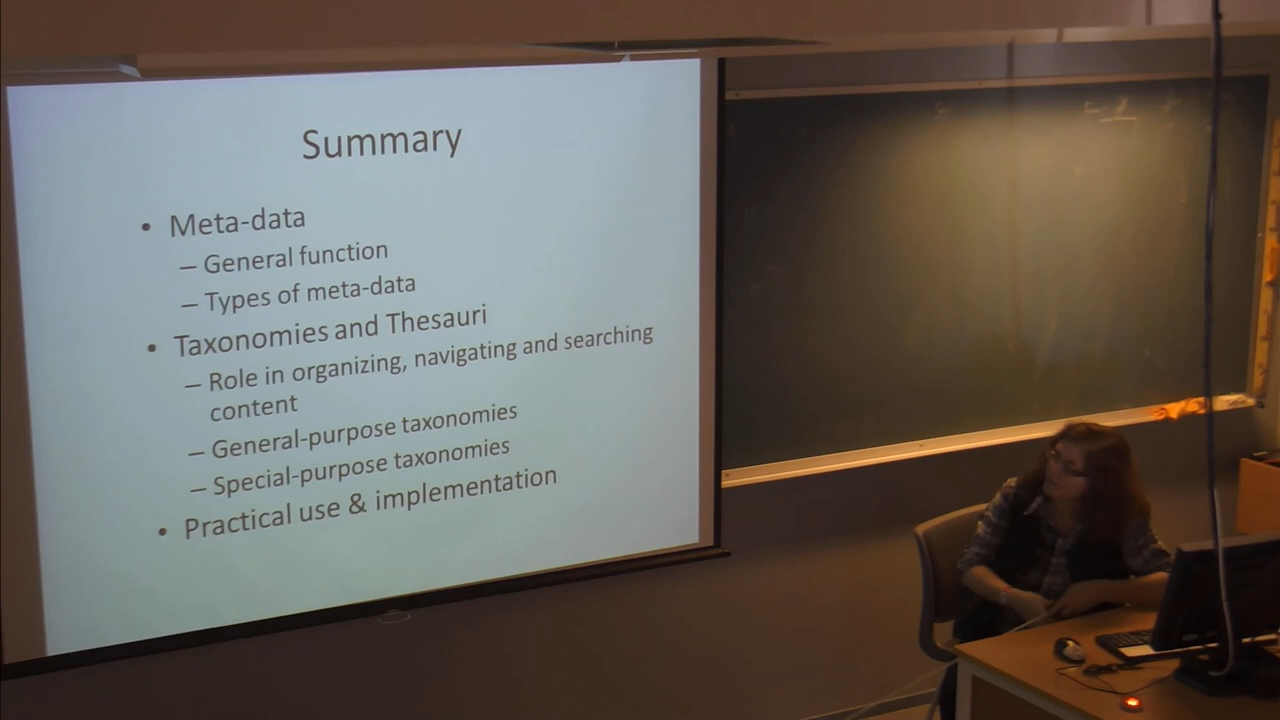 Summary
• Meta-data
– General function
– Types of meta-data
• Taxonomies and Thesauri
– Role in organizing, navigating and searching
content
– General-purpose taxonomies
– Special-purpose taxonomies
• Practical use & implementation